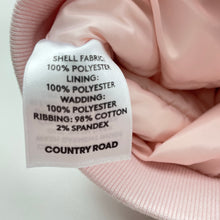 SHELL FABRIC:
100% POLYESTER
LINING:
100% POLYESTER
WADDING:
100% POLYESTER
RIBBING: 98% COTTON
2% SPANDEX
COUNTRY ROAD